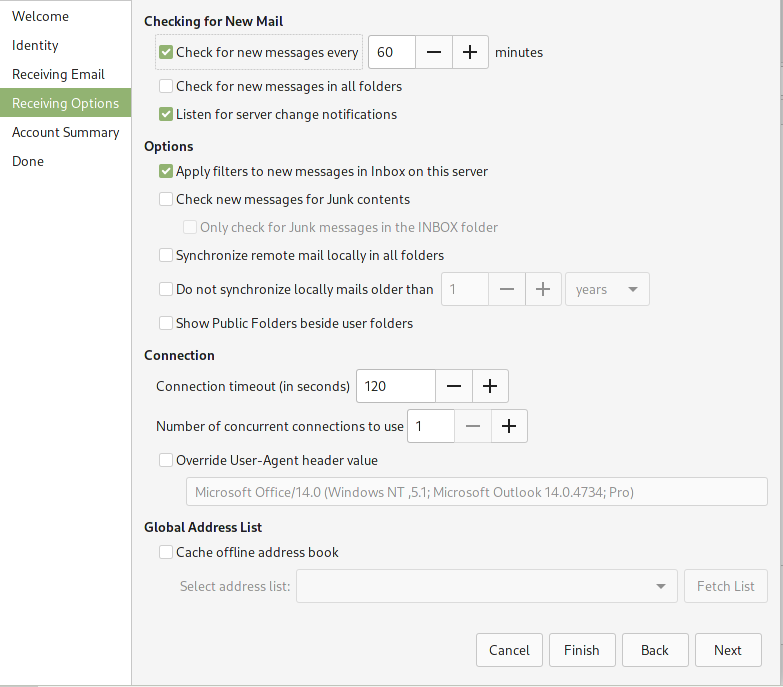 Welcome
Identity
Receiving Email
Receiving Options
Account Summary
Done
Checking for New Mail
Check for new messages every 60 minutes
Check for new messages in all folders
Listen for server change notifications
Options
Apply filters to new messages in Inbox on this server
Check new messages for Junk contents
Only check for Junk messages in the INBOX folder
Synchronize remote mail locally in all folders
Do not synchronize locally mails older than 1 years
Show Public Folders beside user folders
Connection
Connection timeout (in seconds) 120
Number of concurrent connections to use 1
Override User-Agent header value
Microsoft Office/14.0 (Windows NT ,5.1; Microsoft Outlook 14.0.4734; Pro)
Global Address List
Cache offline address book
Select address list: Fetch List
Cancel Finish Back Next